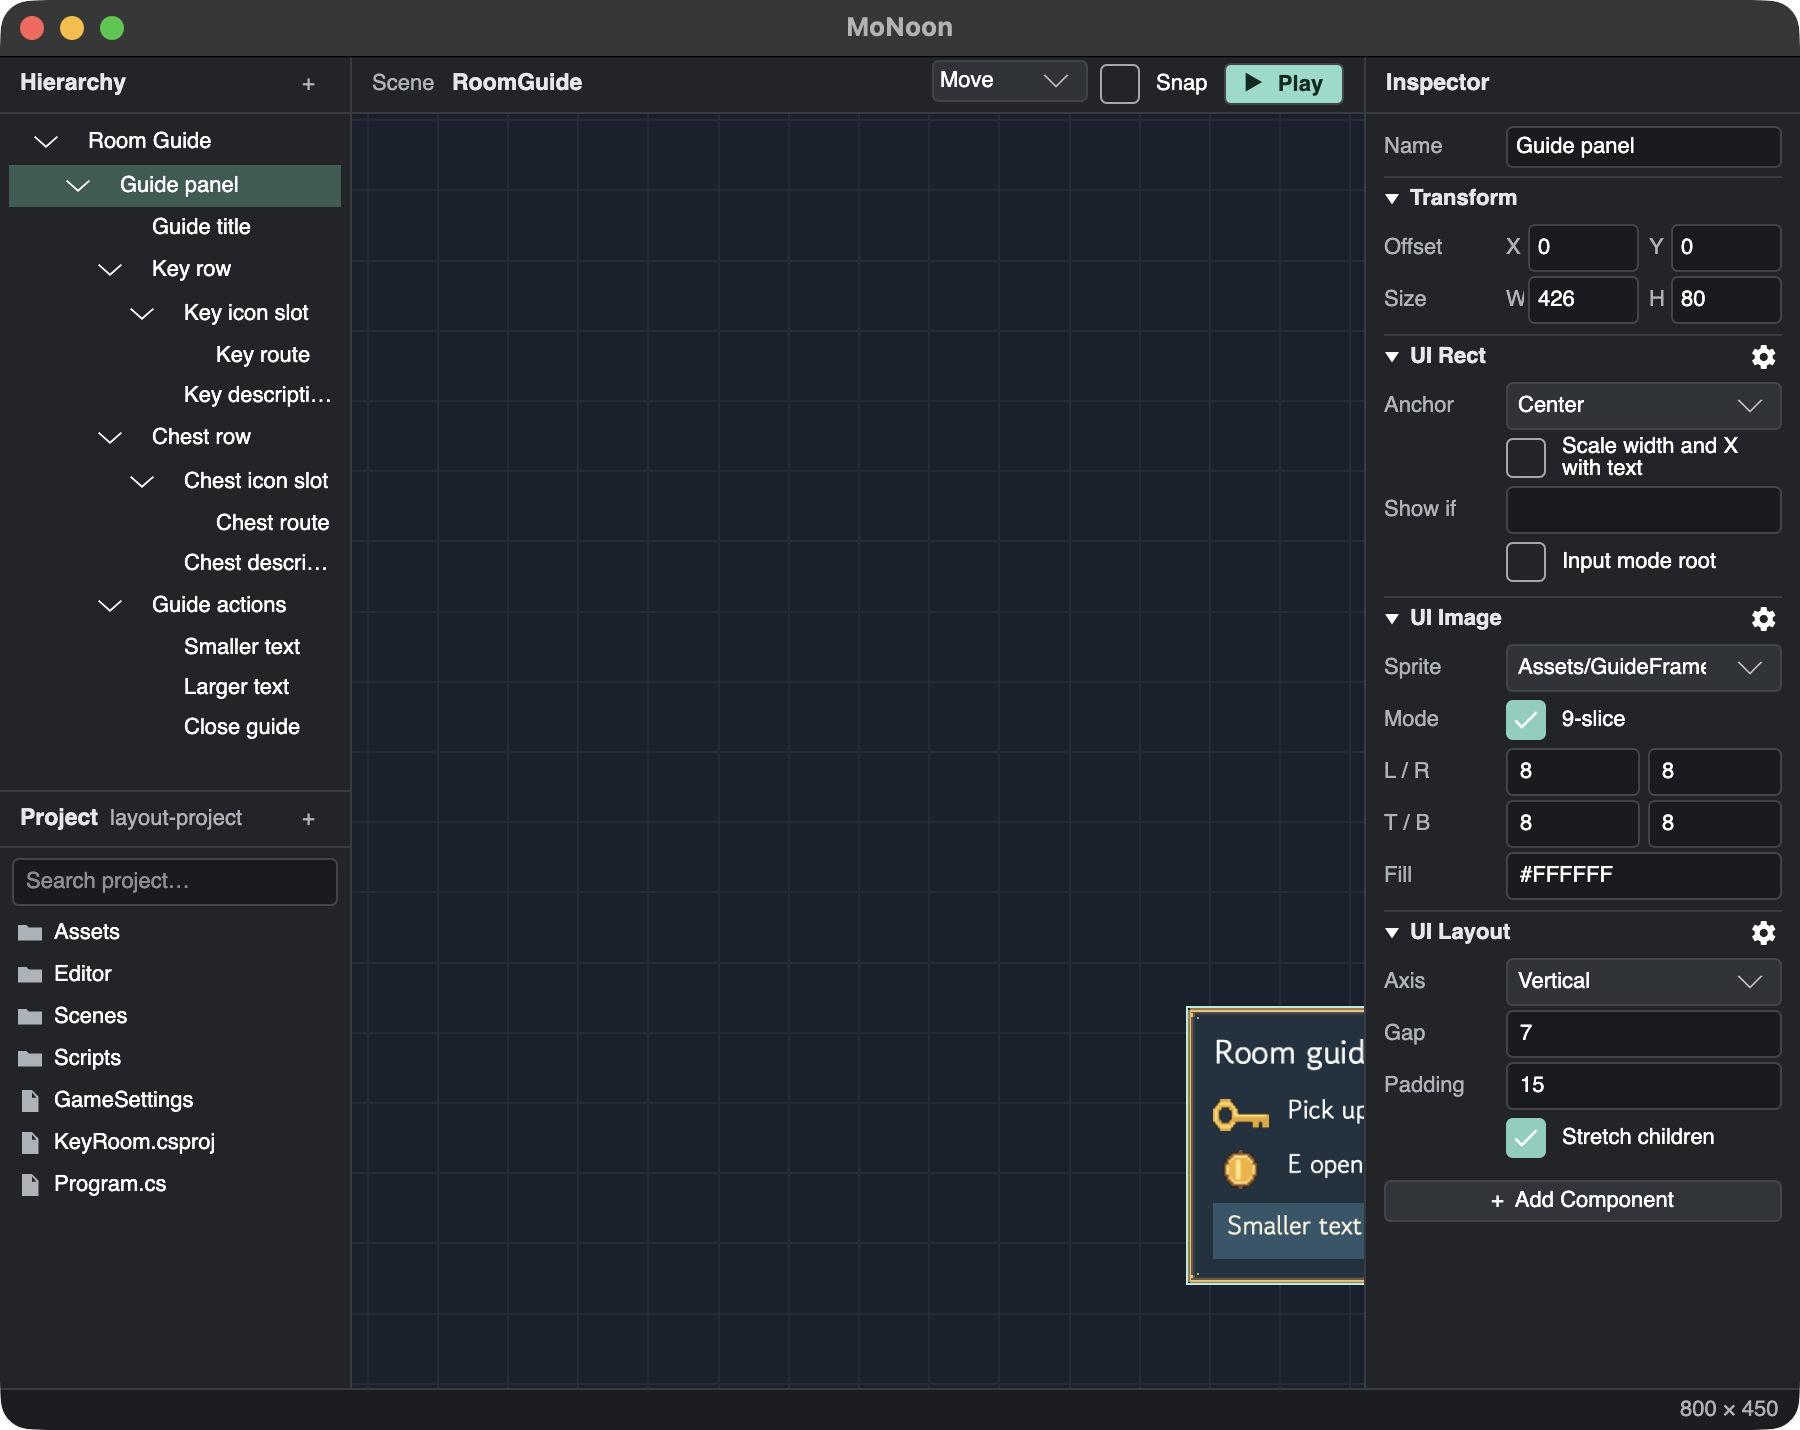 MoNoon
Hierarchy +
Scene RoomGuide Move Snap Play
Inspector
Room Guide
Guide panel
Guide title
Key row
Key icon slot
Key route
Key descripti…
Chest row
Chest icon slot
Chest route
Chest descri…
Guide actions
Smaller text
Larger text
Close guide
Project layout-project +
Search project…
Assets
Editor
Scenes
Scripts
GameSettings
KeyRoom.csproj
Program.cs
Room guid
Pick up
E open
Smaller text
Name Guide panel
Transform
Offset X 0 Y 0
Size W 426 H 80
UI Rect
Anchor Center
Scale width and X
with text
Show if
Input mode root
UI Image
Sprite Assets/GuideFrame
Mode 9-slice
L / R 8 8
T / B 8 8
Fill #FFFFFF
UI Layout
Axis Vertical
Gap 7
Padding 15
Stretch children
+ Add Component
800 × 450